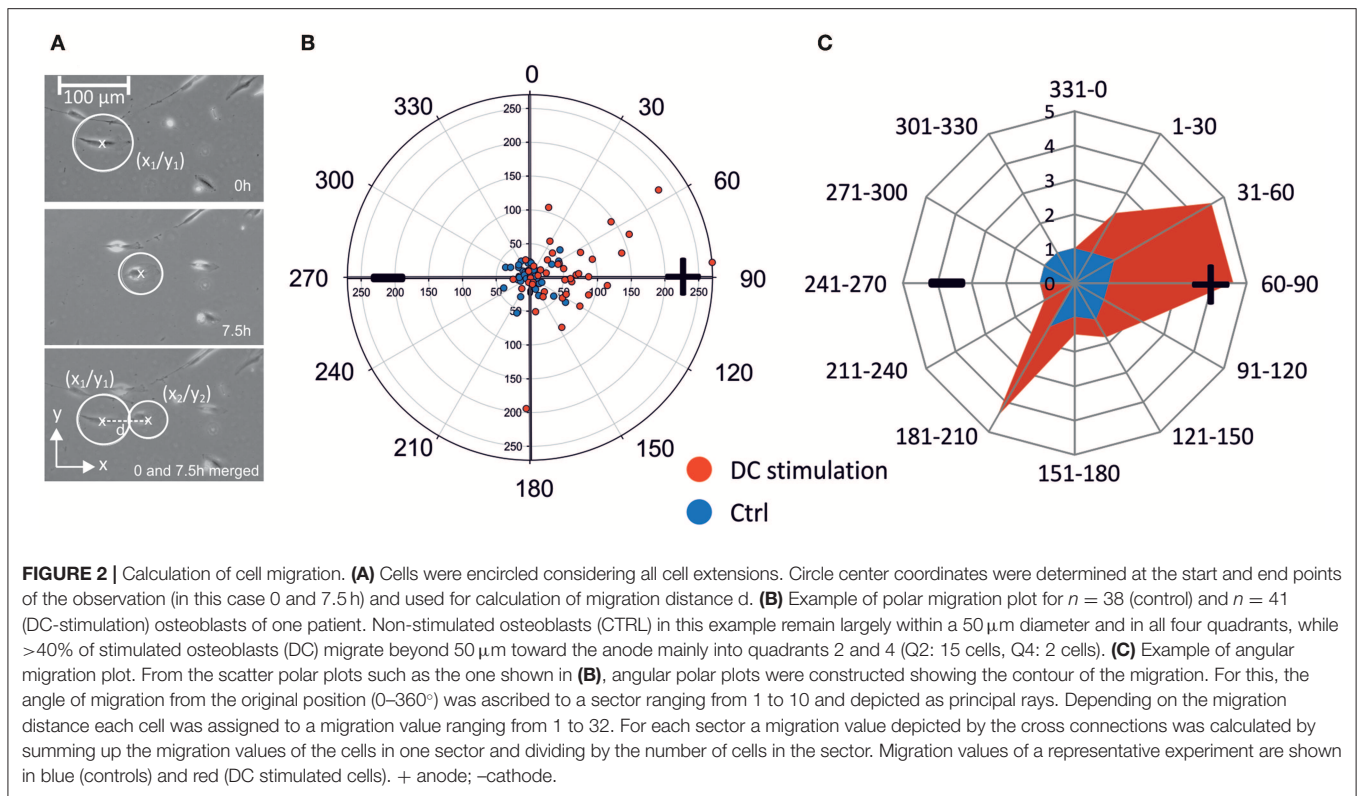 A
100 µm
x
(x1/y1)
0h
x
7.5h
(x1/y1)
(x2/y2)
x
x
d
y
x
0 and 7.5h merged
B
0
330
30
300
60
270
90
240
120
210
150
180
250
200
150
100
50
250 200 150 100 50
50 100 150 200 250
50
100
150
200
250
− +
DC stimulation
Ctrl
C
331-0
301-330
1-30
271-300
31-60
241-270
60-90
211-240
91-120
181-210
121-150
151-180
5
4
3
2
1
0
− +
FIGURE 2 | Calculation of cell migration. (A) Cells were encircled considering all cell extensions. Circle center coordinates were determined at the start and end points
of the observation (in this case 0 and 7.5 h) and used for calculation of migration distance d. (B) Example of polar migration plot for n = 38 (control) and n = 41
(DC-stimulation) osteoblasts of one patient. Non-stimulated osteoblasts (CTRL) in this example remain largely within a 50 µm diameter and in all four quadrants, while
>40% of stimulated osteoblasts (DC) migrate beyond 50 µm toward the anode mainly into quadrants 2 and 4 (Q2: 15 cells, Q4: 2 cells). (C) Example of angular
migration plot. From the scatter polar plots such as the one shown in (B), angular polar plots were constructed showing the contour of the migration. For this, the
angle of migration from the original position (0–360°) was ascribed to a sector ranging from 1 to 10 and depicted as principal rays. Depending on the migration
distance each cell was assigned to a migration value ranging from 1 to 32. For each sector a migration value depicted by the cross connections was calculated by
summing up the migration values of the cells in one sector and dividing by the number of cells in the sector. Migration values of a representative experiment are shown
in blue (controls) and red (DC stimulated cells). + anode; –cathode.